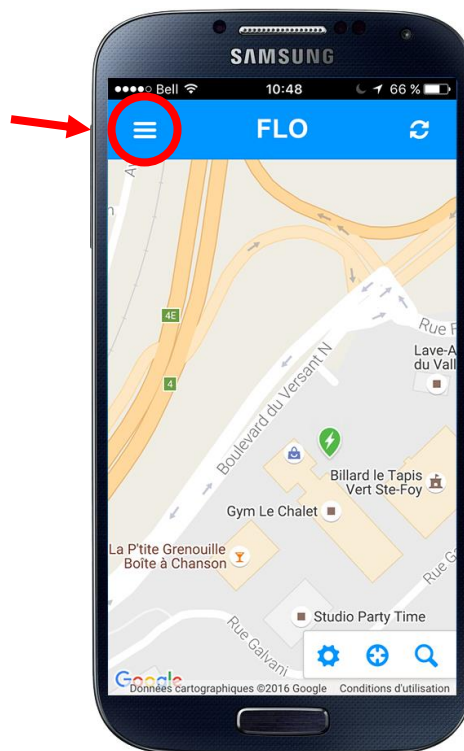 SAMSUNG
Bell 10:48 66 %
FLO
4E
4
Rue
Lave-A
du Vall
Boulevard du Versant N
Billard le Tapis
Vert Ste-Foy
Gym Le Chalet
La P'tite Grenouille
Boîte à Chanson
Rue G
Studio Party Time
Rue Galvani
Google
Données cartographiques ©2016 Google Conditions d'utilisation